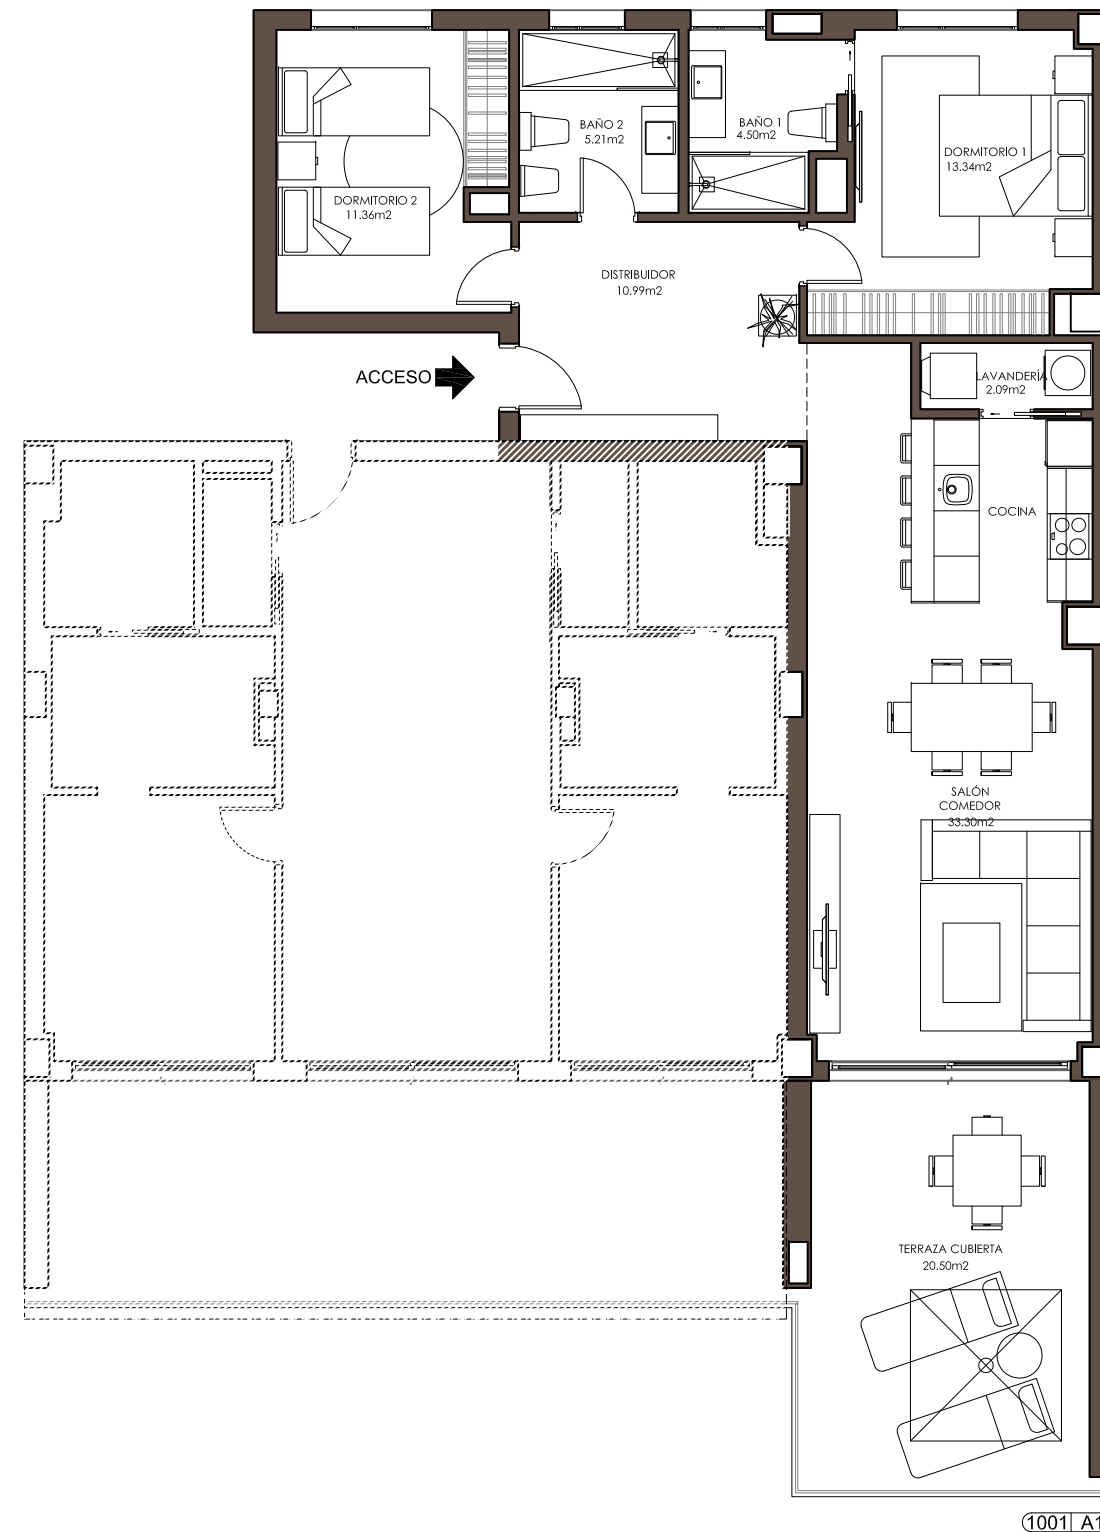 BAÑO 2
5.21m2
BAÑO 1
4.50m2
DORMITORIO 1
13.34m2
DORMITORIO 2
11.36m2
DISTRIBUIDOR
10.99m2
ACCESO
LAVANDERÍA
2.09m2
COCINA
SALÓN
COMEDOR
33.30m2
TERRAZA CUBIERTA
20.50m2
1001 A1